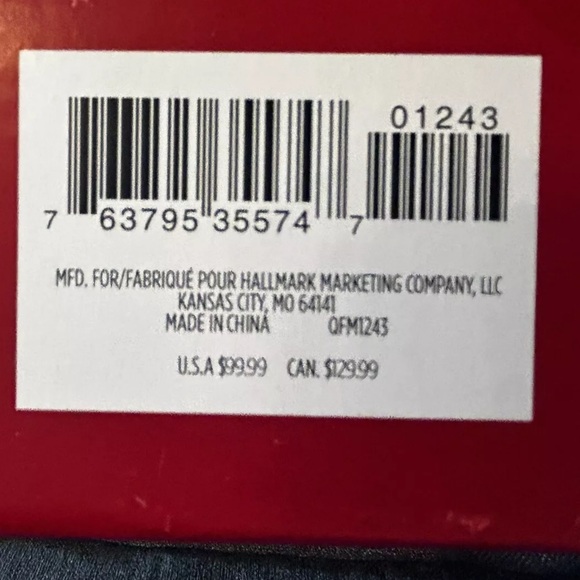 01243
7 63795 35574 7
MFD. FOR/FABRIQUÉ POUR HALLMARK MARKETING COMPANY, LLC
KANSAS CITY, MO 64141
MADE IN CHINA QFM1243
U.S.A $99.99 CAN. $129.99